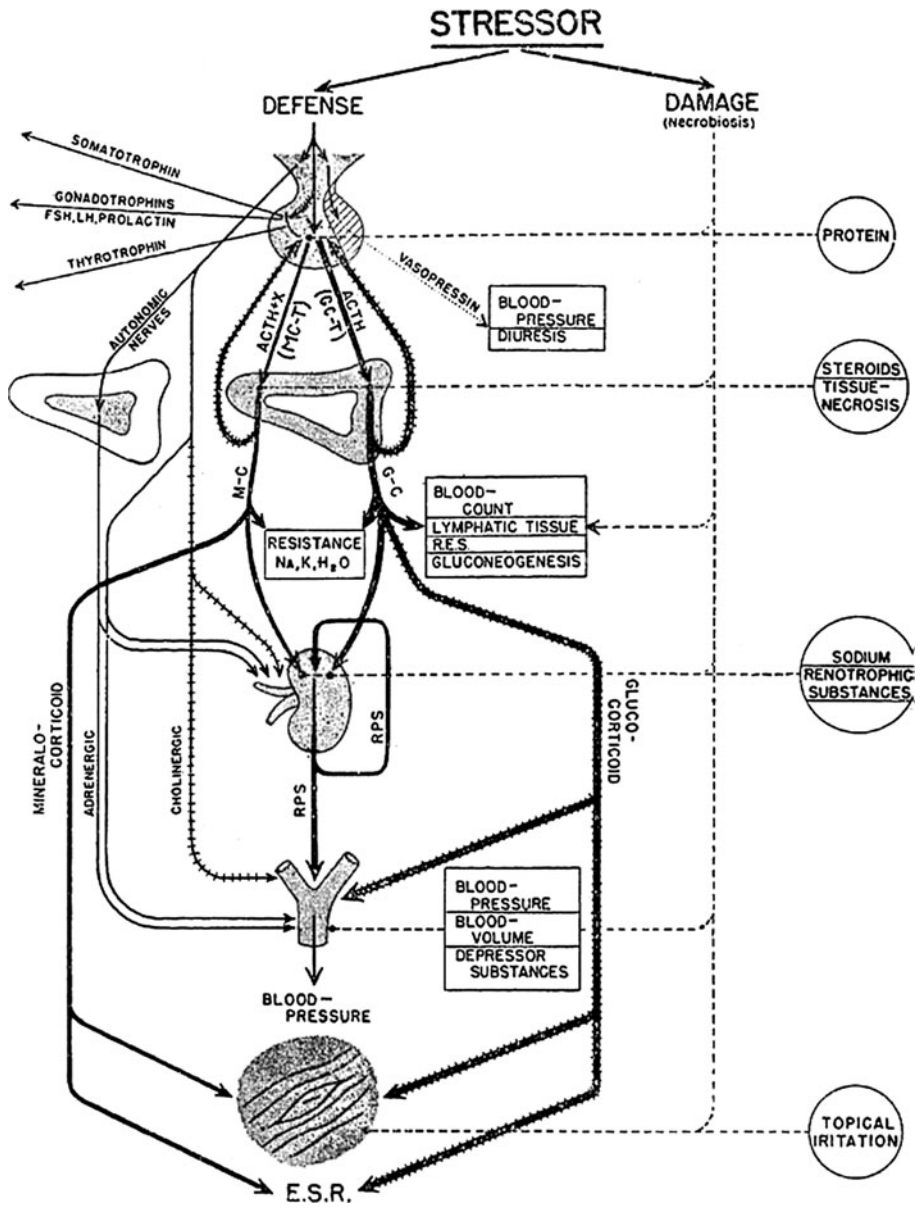 STRESSOR
DEFENSE
DAMAGE
(Necrobiosis)
SOMATOTROPHIN
GONADOTROPHINS
FSH, LH, PROLACTIN
THYROTROPHIN
PROTEIN
VASOPRESSIN
BLOOD-
PRESSURE
DIURESIS
AUTONOMIC
NERVES
ACTH+X
(MC-T)
ACTH
(GC-T)
STEROIDS
TISSUE-
NECROSIS
M-C
G-C
BLOOD-
COUNT
LYMPHATIC TISSUE
R.E.S.
GLUCONEOGENESIS
RESISTANCE
NA, K, H₂O
SODIUM
RENOTROPHIC
SUBSTANCES
MINERALO-
CORTICOID
ADRENERGIC
CHOLINERGIC
RPS
RPS
GLUCO-
CORTICOID
BLOOD-
PRESSURE
BLOOD-
VOLUME
DEPRESSOR
SUBSTANCES
BLOOD-
PRESSURE
TOPICAL
IRITATION
E.S.R.